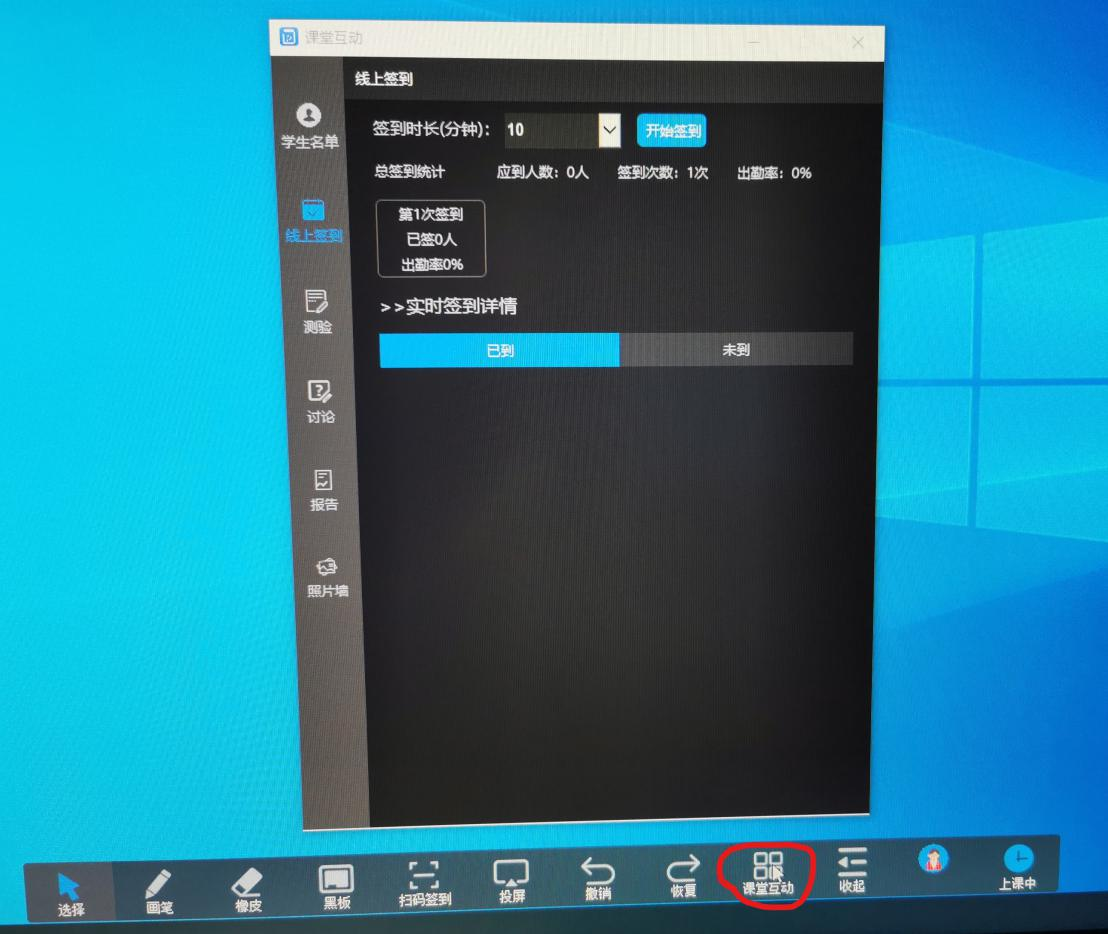 课堂互动
线上签到
学生名单
签到时长(分钟)： 10 开始签到
总签到统计 应到人数：0人 签到次数：1次 出勤率：0%
线上签到
第1次签到
已签0人
出勤率0%
>>实时签到详情
测验
已到 未到
讨论
报告
照片墙
选择 画笔 橡皮 黑板 扫码签到 投屏 撤销 恢复 课堂互动 收起 上课中